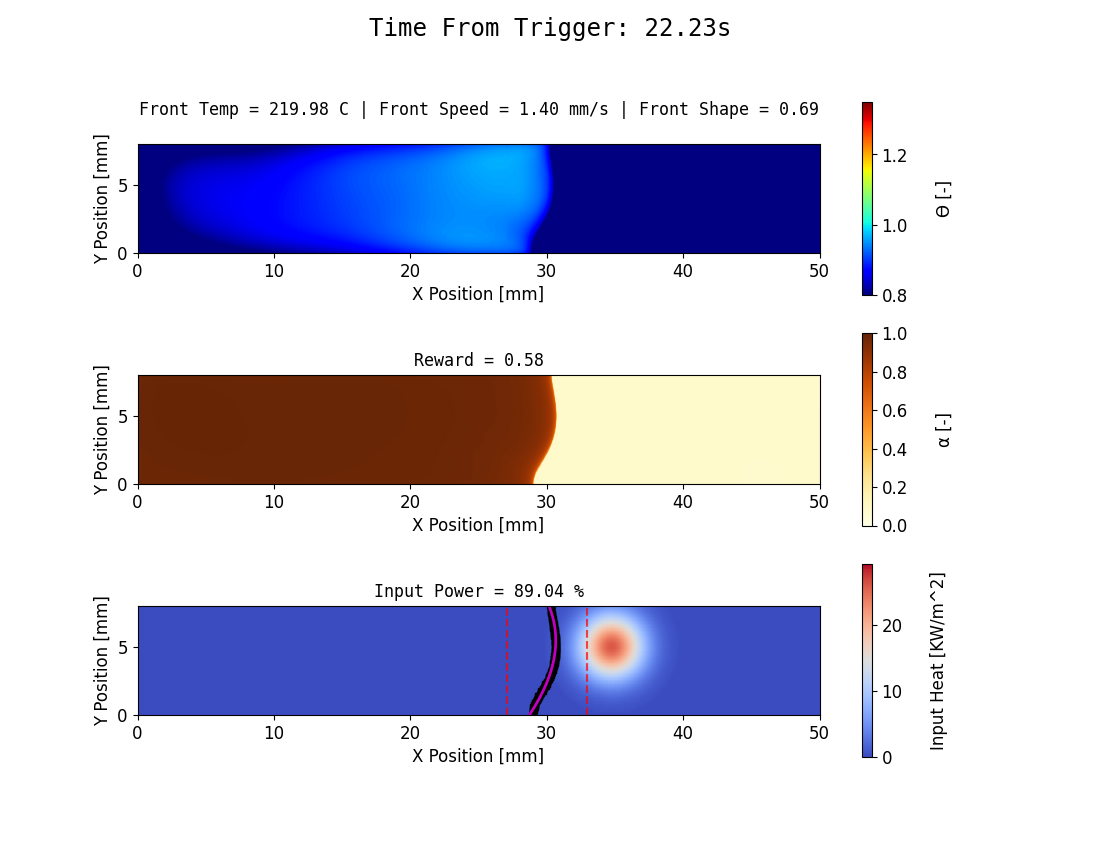 Time From Trigger: 22.23s
Front Temp = 219.98 C | Front Speed = 1.40 mm/s | Front Shape = 0.69
Y Position [mm]
5
0
0 10 20 30 40 50
X Position [mm]
1.2
1.0
0.8
Θ [-]
Reward = 0.58
Y Position [mm]
5
0
0 10 20 30 40 50
X Position [mm]
1.0
0.8
0.6
0.4
0.2
0.0
α [-]
Input Power = 89.04 %
Y Position [mm]
5
0
0 10 20 30 40 50
X Position [mm]
20
10
0
Input Heat [KW/m^2]